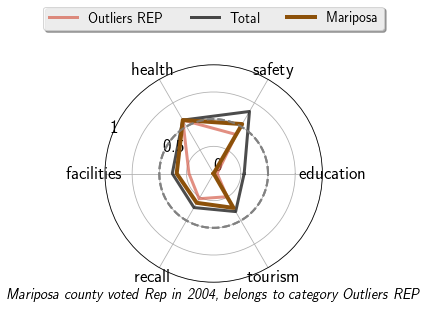 Outliers REP Total Mariposa
health safety
1
0.5
0
facilities education
recall tourism
Mariposa county voted Rep in 2004, belongs to category Outliers REP